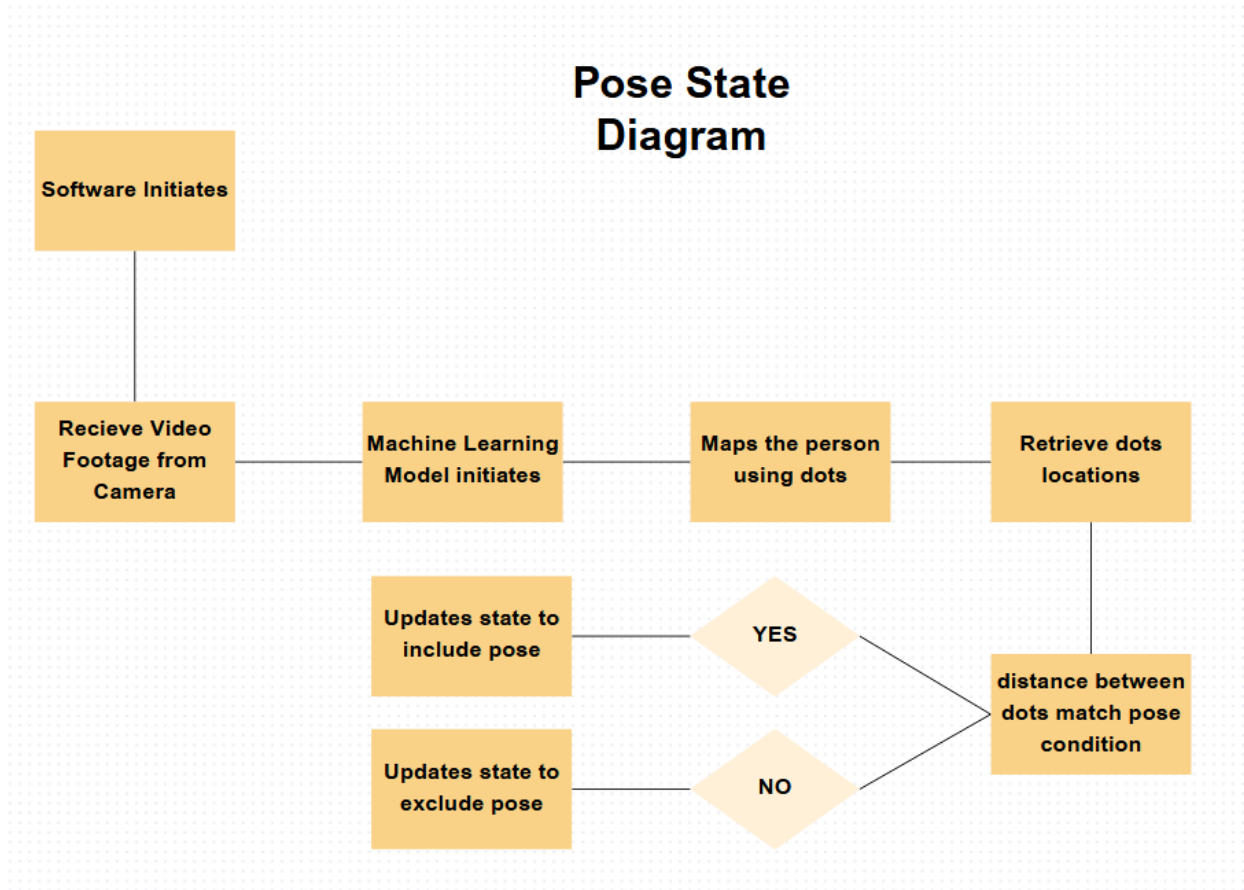 Pose State
Diagram
Software Initiates
Recieve Video
Footage from
Camera
Machine Learning
Model initiates
Maps the person
using dots
Retrieve dots
locations
Updates state to
include pose
YES
distance between
dots match pose
condition
Updates state to
exclude pose
NO